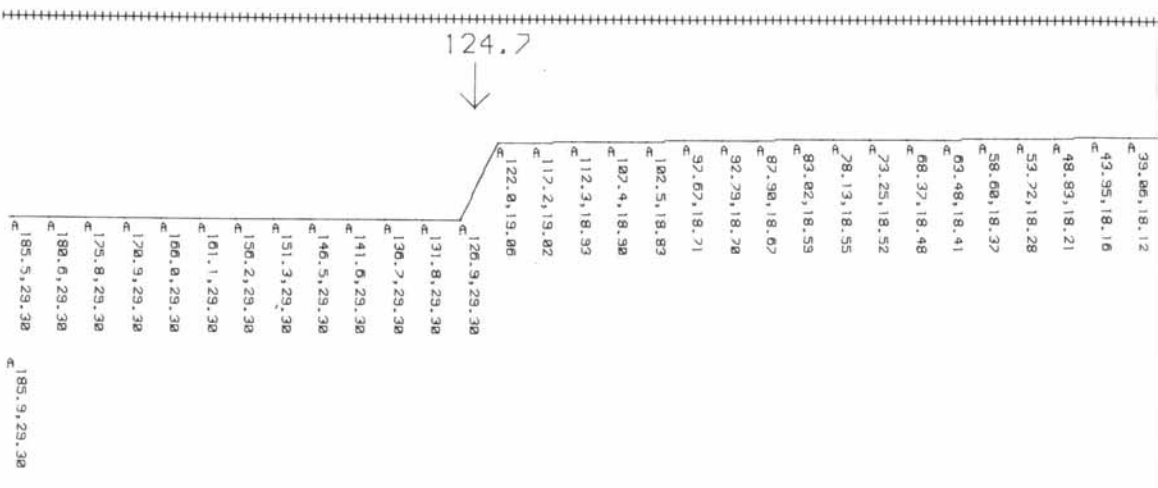 124.7
A 185.5,29.30
A 180.6,29.30
A 175.8,29.30
A 170.9,29.30
A 166.0,29.30
A 161.1,29.30
A 156.2,29.30
A 151.3,29.30
A 146.5,29.30
A 141.6,29.30
A 136.7,29.30
A 131.8,29.30
A 126.9,29.30
A 122.0,19.06
A 117.2,19.02
A 112.3,18.93
A 107.4,18.90
A 102.5,18.83
A 97.67,18.71
A 92.79,18.70
A 87.90,18.67
A 83.02,18.59
A 78.13,18.55
A 73.25,18.52
A 68.37,18.48
A 63.48,18.41
A 58.60,18.37
A 53.72,18.28
A 48.83,18.21
A 43.95,18.16
A 39.06,18.12
A 185.9,29.30